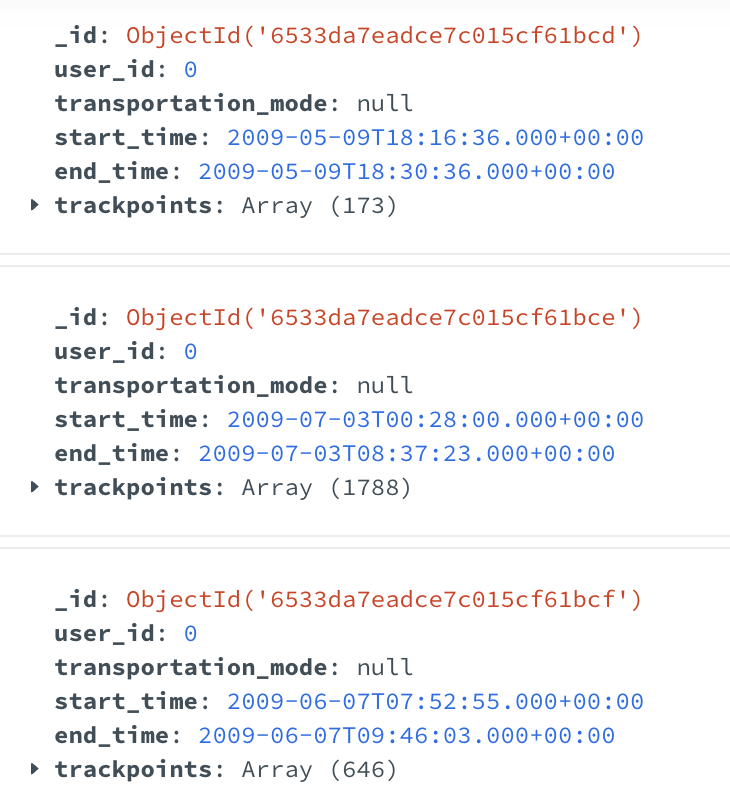 _id: ObjectId('6533da7eadce7c015cf61bcd')
user_id: 0
transportation_mode: null
start_time: 2009-05-09T18:16:36.000+00:00
end_time: 2009-05-09T18:30:36.000+00:00
trackpoints: Array (173)
_id: ObjectId('6533da7eadce7c015cf61bce')
user_id: 0
transportation_mode: null
start_time: 2009-07-03T00:28:00.000+00:00
end_time: 2009-07-03T08:37:23.000+00:00
trackpoints: Array (1788)
_id: ObjectId('6533da7eadce7c015cf61bcf')
user_id: 0
transportation_mode: null
start_time: 2009-06-07T07:52:55.000+00:00
end_time: 2009-06-07T09:46:03.000+00:00
trackpoints: Array (646)